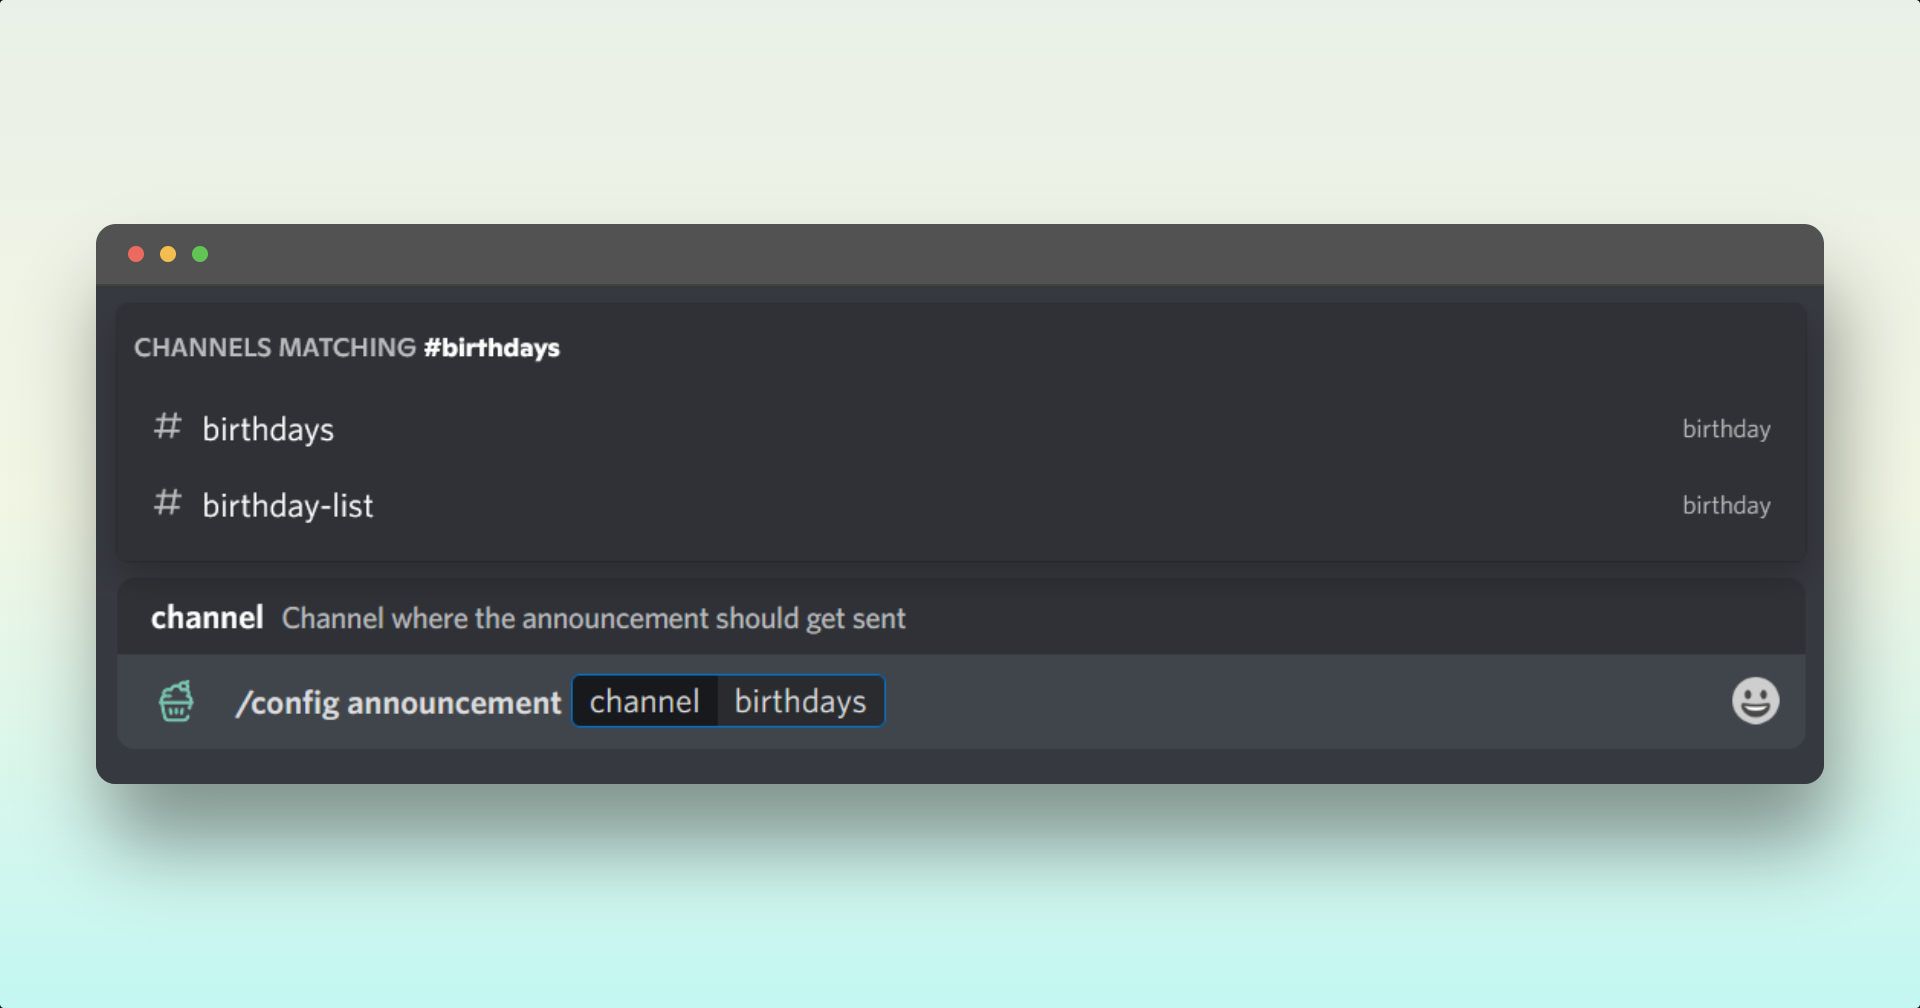 CHANNELS MATCHING #birthdays
# birthdays birthday
# birthday-list birthday
channel Channel where the announcement should get sent
/config announcement channel birthdays